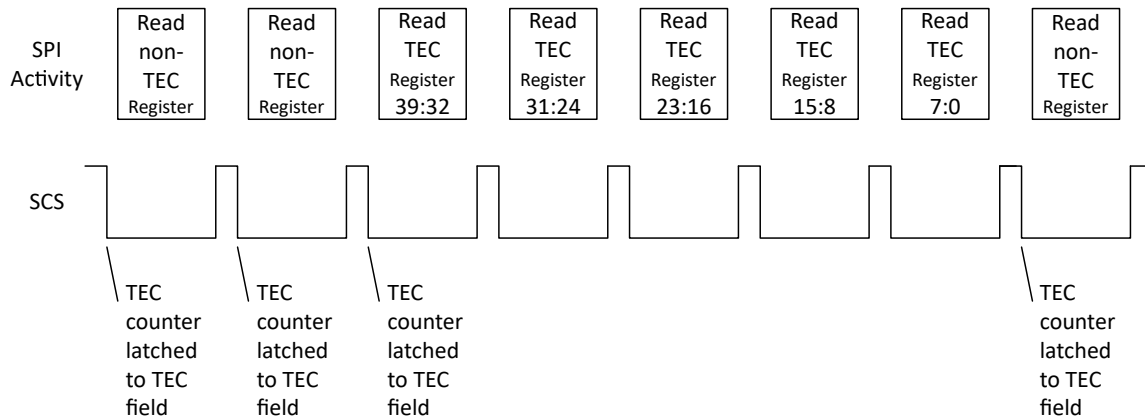 SPI
Activity
Read
non-
TEC
Register
Read
non-
TEC
Register
Read
TEC
Register
39:32
Read
TEC
Register
31:24
Read
TEC
Register
23:16
Read
TEC
Register
15:8
Read
TEC
Register
7:0
Read
non-
TEC
Register
SCS
TEC
counter
latched
to TEC
field
TEC
counter
latched
to TEC
field
TEC
counter
latched
to TEC
field
TEC
counter
latched
to TEC
field